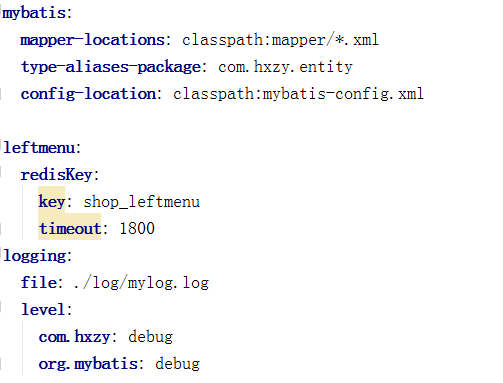 mybatis:
  mapper-locations: classpath:mapper/*.xml
  type-aliases-package: com.hxzy.entity
  config-location: classpath:mybatis-config.xml

leftmenu:
  redisKey:
    key: shop_leftmenu
    timeout: 1800
logging:
  file: ./log/mylog.log
  level:
    com.hxzy: debug
    org.mybatis: debug